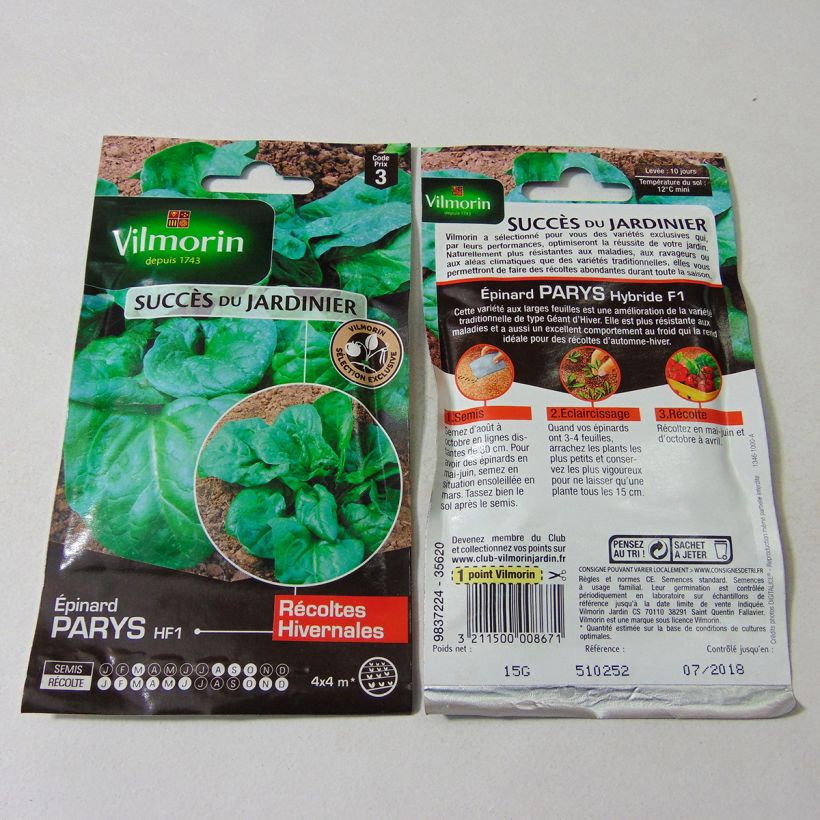 Code
Prix
3
Vilmorin
depuis 1743
SUCCÈS DU JARDINIER
VILMORIN
SÉLECTION EXCLUSIVE
Épinard
PARYS HF1
Récoltes
Hivernales
SEMIS J F M A M J J A S O N D
RÉCOLTE J F M A M J J A S O N D
4x4 m*
Levée : 10 jours
Température du sol :
12°C mini
Vilmorin
depuis 1743
SUCCÈS DU JARDINIER
Vilmorin a sélectionné pour vous des variétés exclusives qui,
par leurs performances, optimiseront la réussite de votre jardin.
Naturellement plus résistantes aux maladies, aux ravageurs ou
aux aléas climatiques que des variétés traditionnelles, elles vous
permettront de faire des récoltes abondantes durant toute la saison.
Épinard PARYS Hybride F1
Cette variété aux larges feuilles est une amélioration de la variété
traditionnelle de type Géant d'Hiver. Elle est plus résistante aux
maladies et a aussi un excellent comportement au froid qui la rend
idéale pour des récoltes d'automne-hiver.
1.Semis
Semez d'août à
octobre en lignes dis-
tantes de 30 cm. Pour
avoir des épinards en
mai-juin, semez en
situation ensoleillée en
mars. Tassez bien le
sol après le semis.
2.Eclaircissage
Quand vos épinards
ont 3-4 feuilles,
arrachez les plants les
plus petits et conser-
vez les plus vigoureux
pour ne laisser qu'une
plante tous les 15 cm.
3.Récolte
Récoltez en mai-juin et
d'octobre à avril.
134E-1000-A
Reproduction même partielle interdite
Crédits photos DIGITALICE
Devenez membre du Club
et collectionnez vos points sur
www.club-vilmorinjardin.fr
1 point Vilmorin
9837224 - 35620
3 211500 008671
PENSEZ
AU TRI !
SACHET
À JETER
CONSIGNE POUVANT VARIER LOCALEMENT > WWW.CONSIGNESDETRI.FR
Règles et normes CE. Semences standard. Semences
à usage familial. Leur germination est contrôlée
périodiquement en laboratoire sur échantillons de
référence jusqu'à la date limite de vente indiquée.
Vilmorin Jardin CS 70110 38291 Saint Quentin Fallavier.
Vilmorin est une marque sous licence Vilmorin.
* Quantité estimée sur la base de conditions de cultures
optimales.
Poids net : Référence : Contrôlé jusqu'en :
15G 510252 07/2018